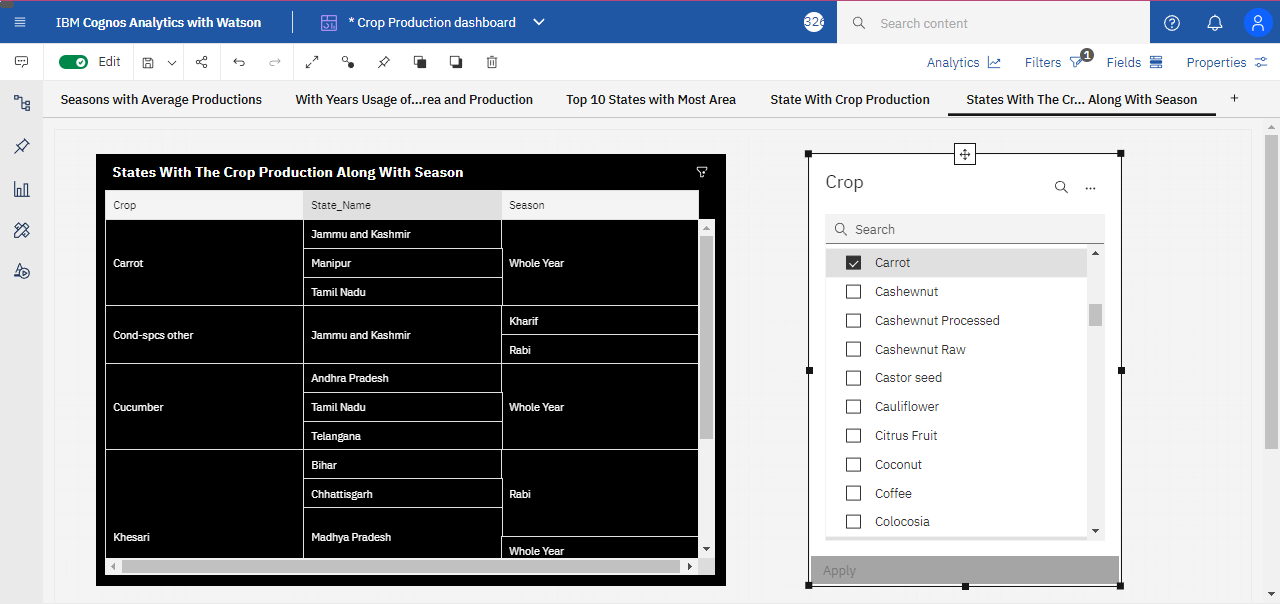 IBM Cognos Analytics with Watson
* Crop Production dashboard
326
Search content
Edit
Analytics
Filters
1
Fields
Properties
Seasons with Average Productions
With Years Usage of...rea and Production
Top 10 States with Most Area
State With Crop Production
States With The Cr... Along With Season
+
States With The Crop Production Along With Season
Crop
State_Name
Season
Carrot
Jammu and Kashmir
Manipur
Tamil Nadu
Whole Year
Cond-spcs other
Jammu and Kashmir
Kharif
Rabi
Cucumber
Andhra Pradesh
Tamil Nadu
Telangana
Whole Year
Khesari
Bihar
Chhattisgarh
Madhya Pradesh
Rabi
Whole Year
Crop
Search
Carrot
Cashewnut
Cashewnut Processed
Cashewnut Raw
Castor seed
Cauliflower
Citrus Fruit
Coconut
Coffee
Colocosia
Apply